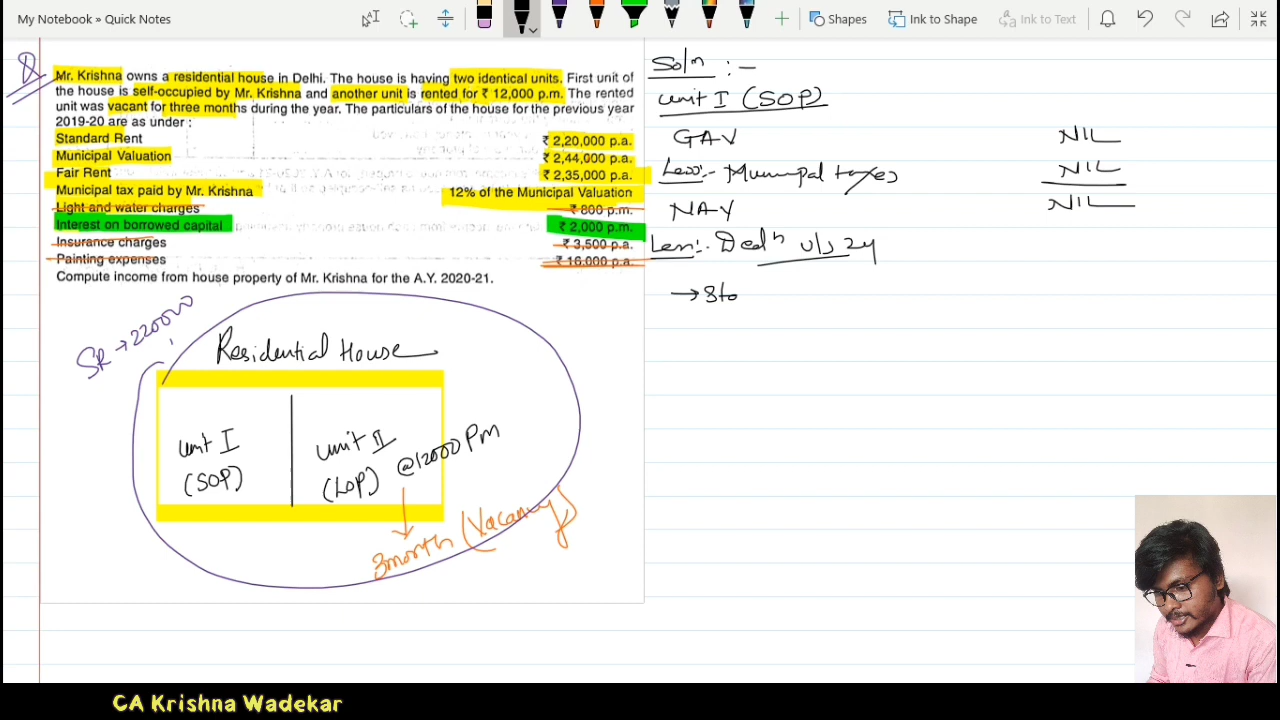 My Notebook » Quick Notes
Shapes
Ink to Shape
Ink to Text
Q
Mr. Krishna owns a residential house in Delhi. The house is having two identical units. First unit of
the house is self-occupied by Mr. Krishna and another unit is rented for ₹ 12,000 p.m. The rented
unit was vacant for three months during the year. The particulars of the house for the previous year
2019-20 are as under :
Standard Rent ₹ 2,20,000 p.a.
Municipal Valuation ₹ 2,44,000 p.a.
Fair Rent ₹ 2,35,000 p.a.
Municipal tax paid by Mr. Krishna 12% of the Municipal Valuation
Light and water charges ₹ 800 p.m.
Interest on borrowed capital ₹ 2,000 p.m.
Insurance charges ₹ 3,500 p.a.
Painting expenses ₹ 16,000 p.a.
Compute income from house property of Mr. Krishna for the A.Y. 2020-21.
SR → 220000
Residential House
unit I
(SOP)
unit II
(LOP) @12000 Pm
3 month (Vacancy)
Soln :-
unit I (SOP)
GAV NIL
Less:- Municipal taxes NIL
NAV NIL
Less:- Dedn u/s 24
→ Sta
CA Krishna Wadekar